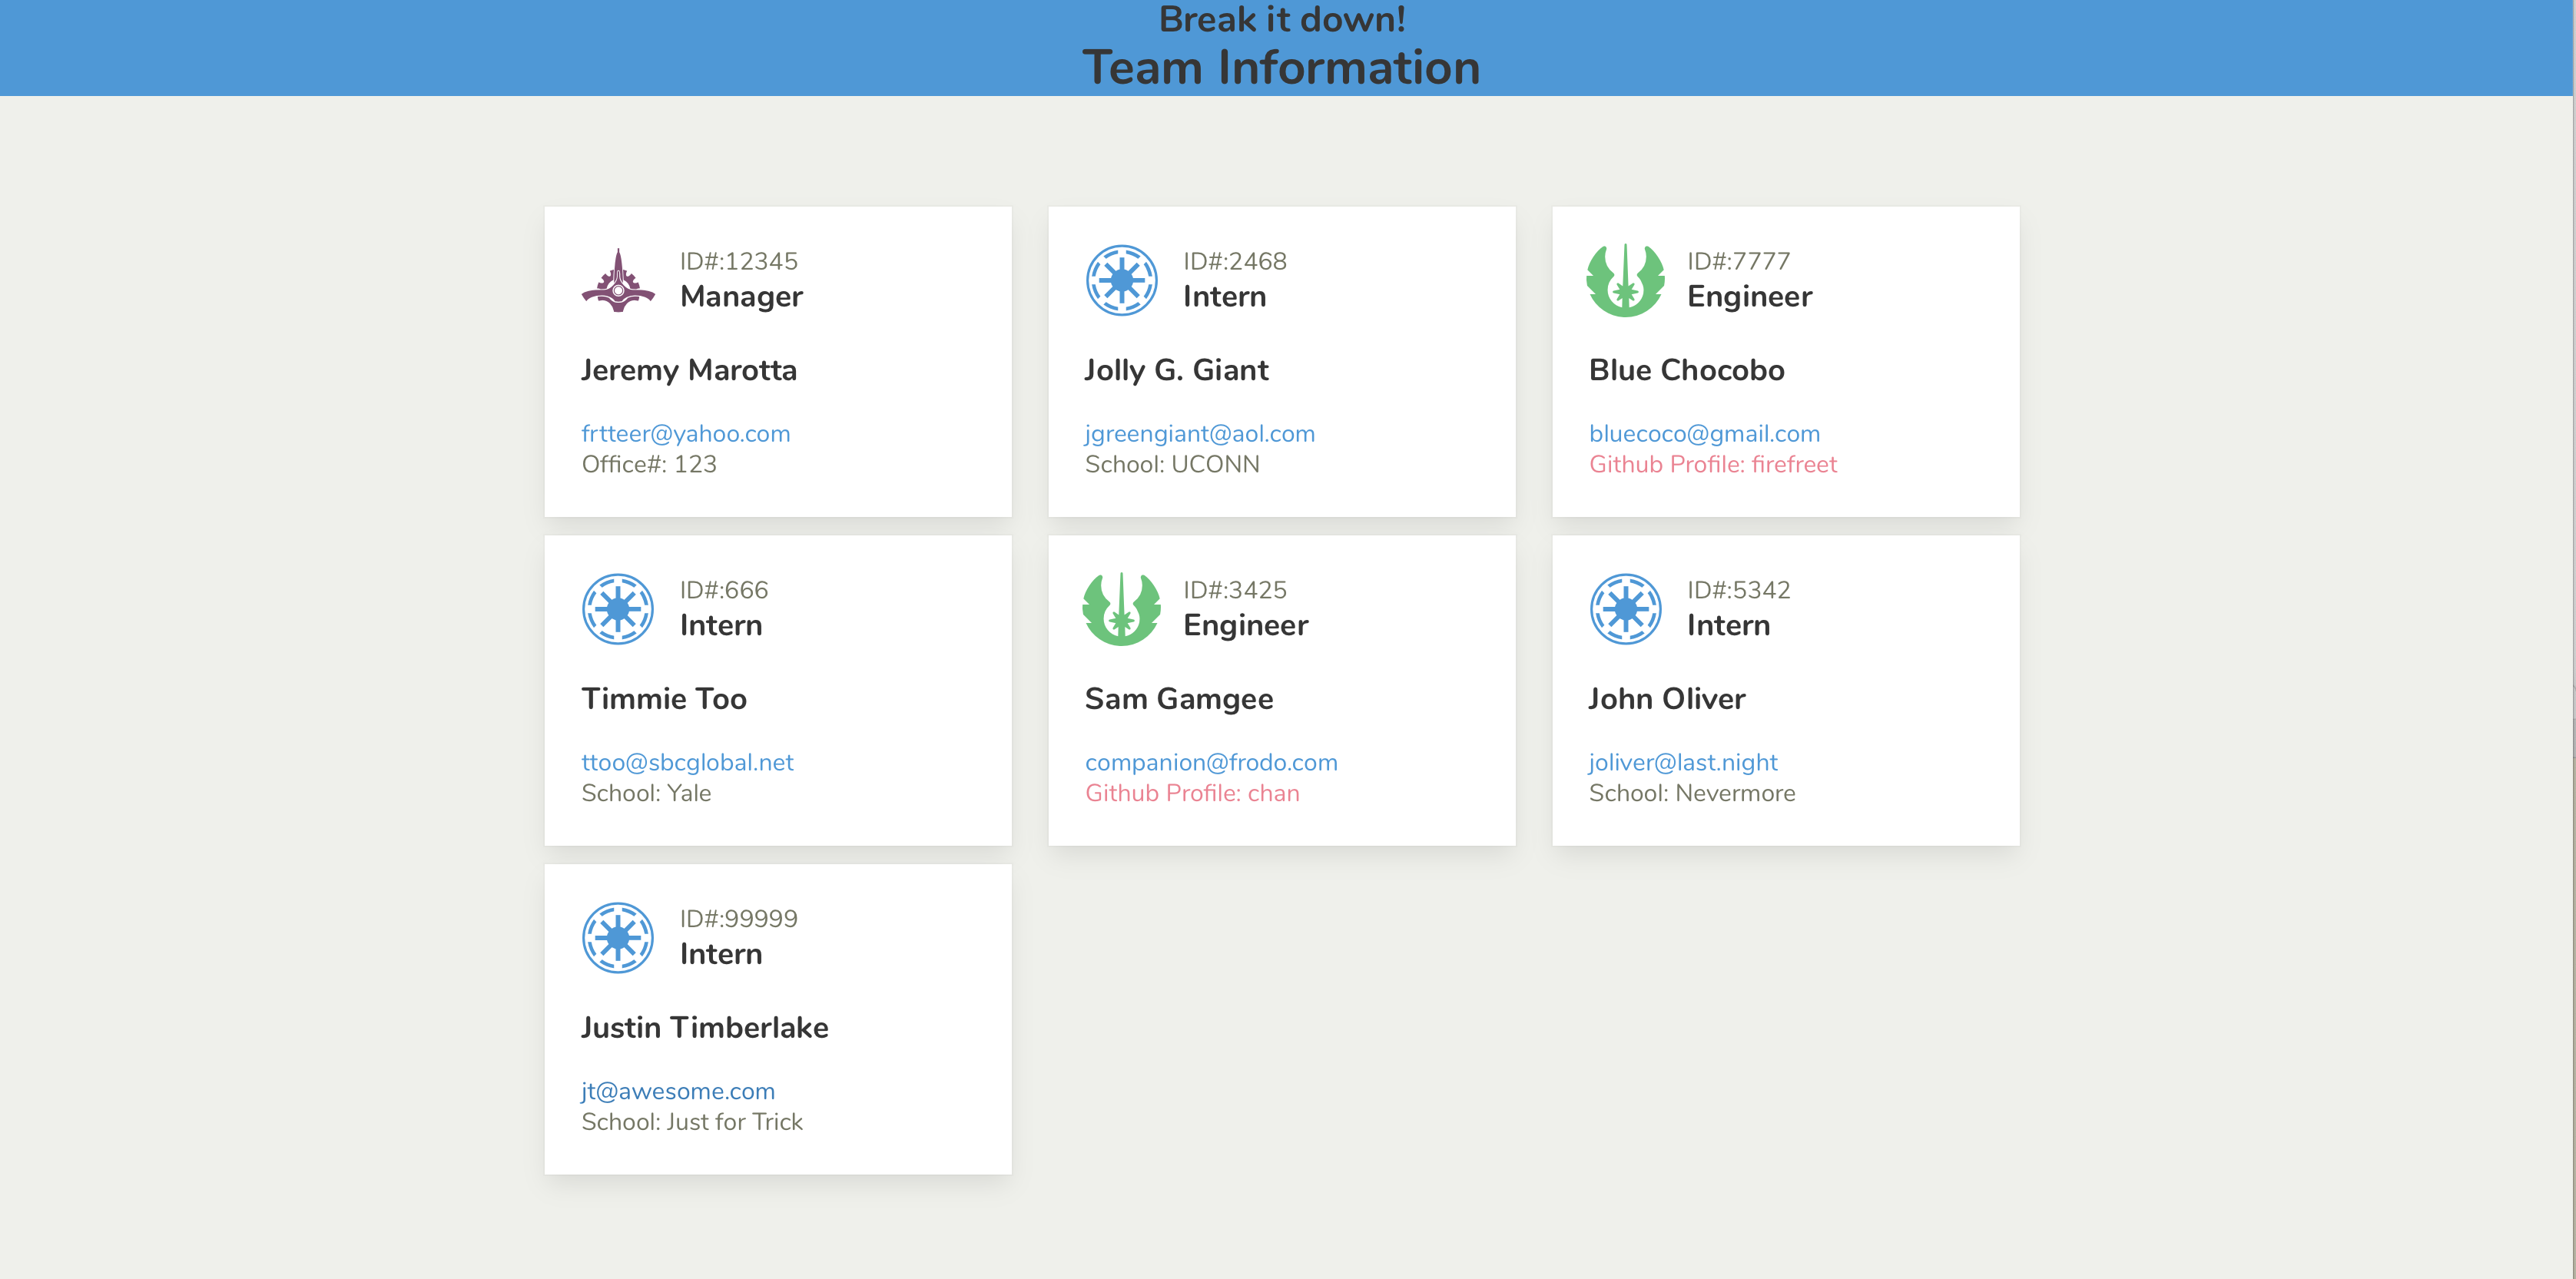 Break it down!
Team Information
ID#:12345
Manager
Jeremy Marotta
frtteer@yahoo.com
Office#: 123
ID#:2468
Intern
Jolly G. Giant
jgreengiant@aol.com
School: UCONN
ID#:7777
Engineer
Blue Chocobo
bluecoco@gmail.com
Github Profile: firefreet
ID#:666
Intern
Timmie Too
ttoo@sbcglobal.net
School: Yale
ID#:3425
Engineer
Sam Gamgee
companion@frodo.com
Github Profile: chan
ID#:5342
Intern
John Oliver
joliver@last.night
School: Nevermore
ID#:99999
Intern
Justin Timberlake
jt@awesome.com
School: Just for Trick